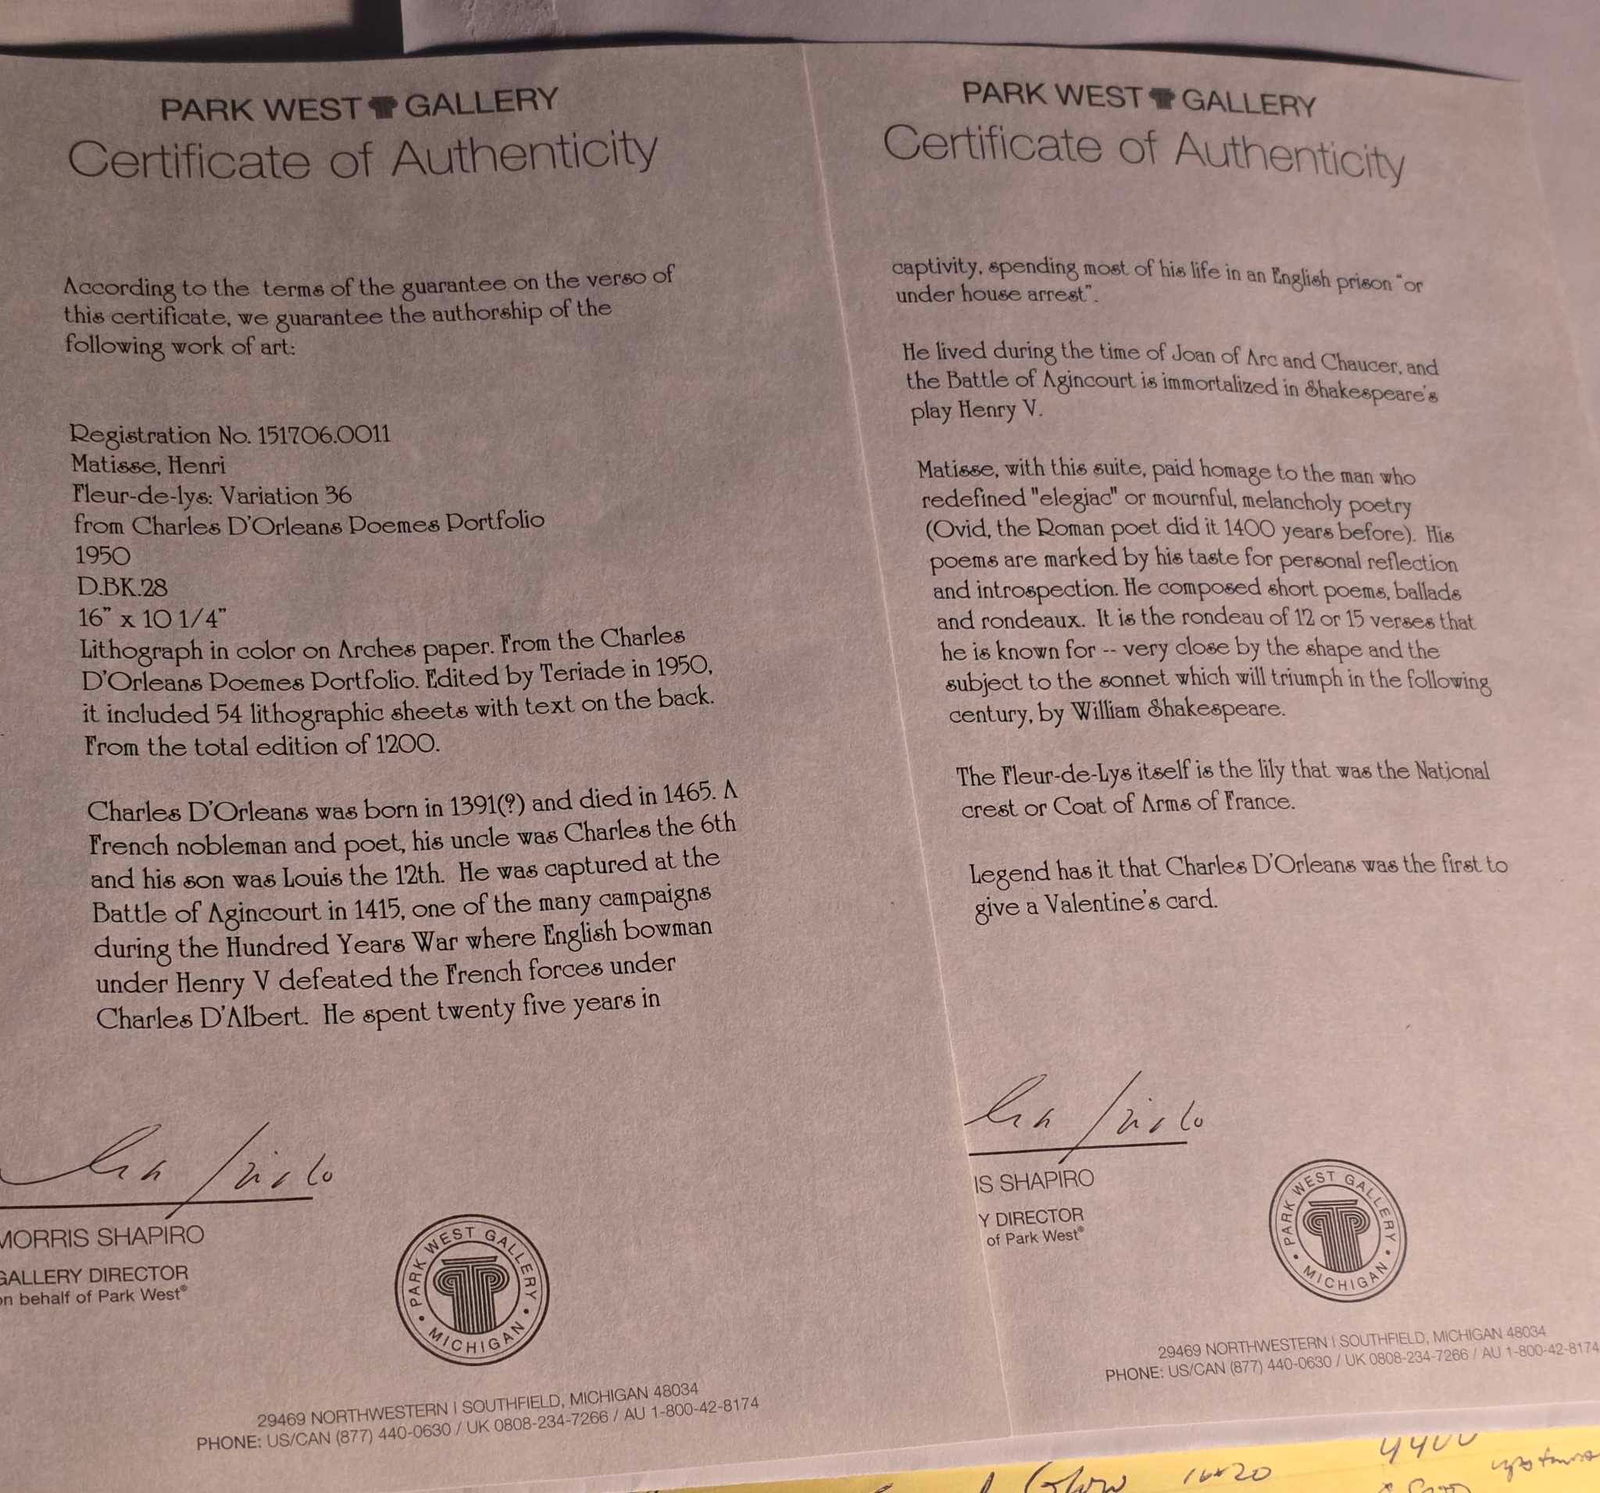 PARK WEST GALLERY
Certificate of Authenticity
According to the terms of the guarantee on the verso of
this certificate, we guarantee the authorship of the
following work of art:
Registration No. 151706.0011
Matisse, Henri
Fleur-de-lys: Variation 36
from Charles D'Orleans Poemes Portfolio
1950
D.BK.28
16" x 10 1/4"
Lithograph in color on Arches paper. From the Charles
D'Orleans Poemes Portfolio. Edited by Teriade in 1950,
it included 54 lithographic sheets with text on the back.
From the total edition of 1200.
Charles D'Orleans was born in 1391(?) and died in 1465. A
French nobleman and poet, his uncle was Charles the 6th
and his son was Louis the 12th. He was captured at the
Battle of Agincourt in 1415, one of the many campaigns
during the Hundred Years War where English bowman
under Henry V defeated the French forces under
Charles D'Albert. He spent twenty five years in
MORRIS SHAPIRO
GALLERY DIRECTOR
on behalf of Park West®
PARK WEST GALLERY
MICHIGAN
29469 NORTHWESTERN | SOUTHFIELD, MICHIGAN 48034
PHONE: US/CAN (877) 440-0630 / UK 0808-234-7266 / AU 1-800-42-8174
PARK WEST GALLERY
Certificate of Authenticity
captivity, spending most of his life in an English prison "or
under house arrest".
He lived during the time of Joan of Arc and Chaucer, and
the Battle of Agincourt is immortalized in Shakespeare's
play Henry V.
Matisse, with this suite, paid homage to the man who
redefined "elegiac" or mournful, melancholy poetry
(Ovid, the Roman poet did it 1400 years before). His
poems are marked by his taste for personal reflection
and introspection. He composed short poems, ballads
and rondeaux. It is the rondeau of 12 or 15 verses that
he is known for -- very close by the shape and the
subject to the sonnet which will triumph in the following
century, by William Shakespeare.
The Fleur-de-Lys itself is the lily that was the National
crest or Coat of Arms of France.
Legend has it that Charles D'Orleans was the first to
give a Valentine's card.
IS SHAPIRO
Y DIRECTOR
of Park West®
PARK WEST GALLERY
MICHIGAN
29469 NORTHWESTERN | SOUTHFIELD, MICHIGAN 48034
PHONE: US/CAN (877) 440-0630 / UK 0808-234-7266 / AU 1-800-42-8174
16x20
4400